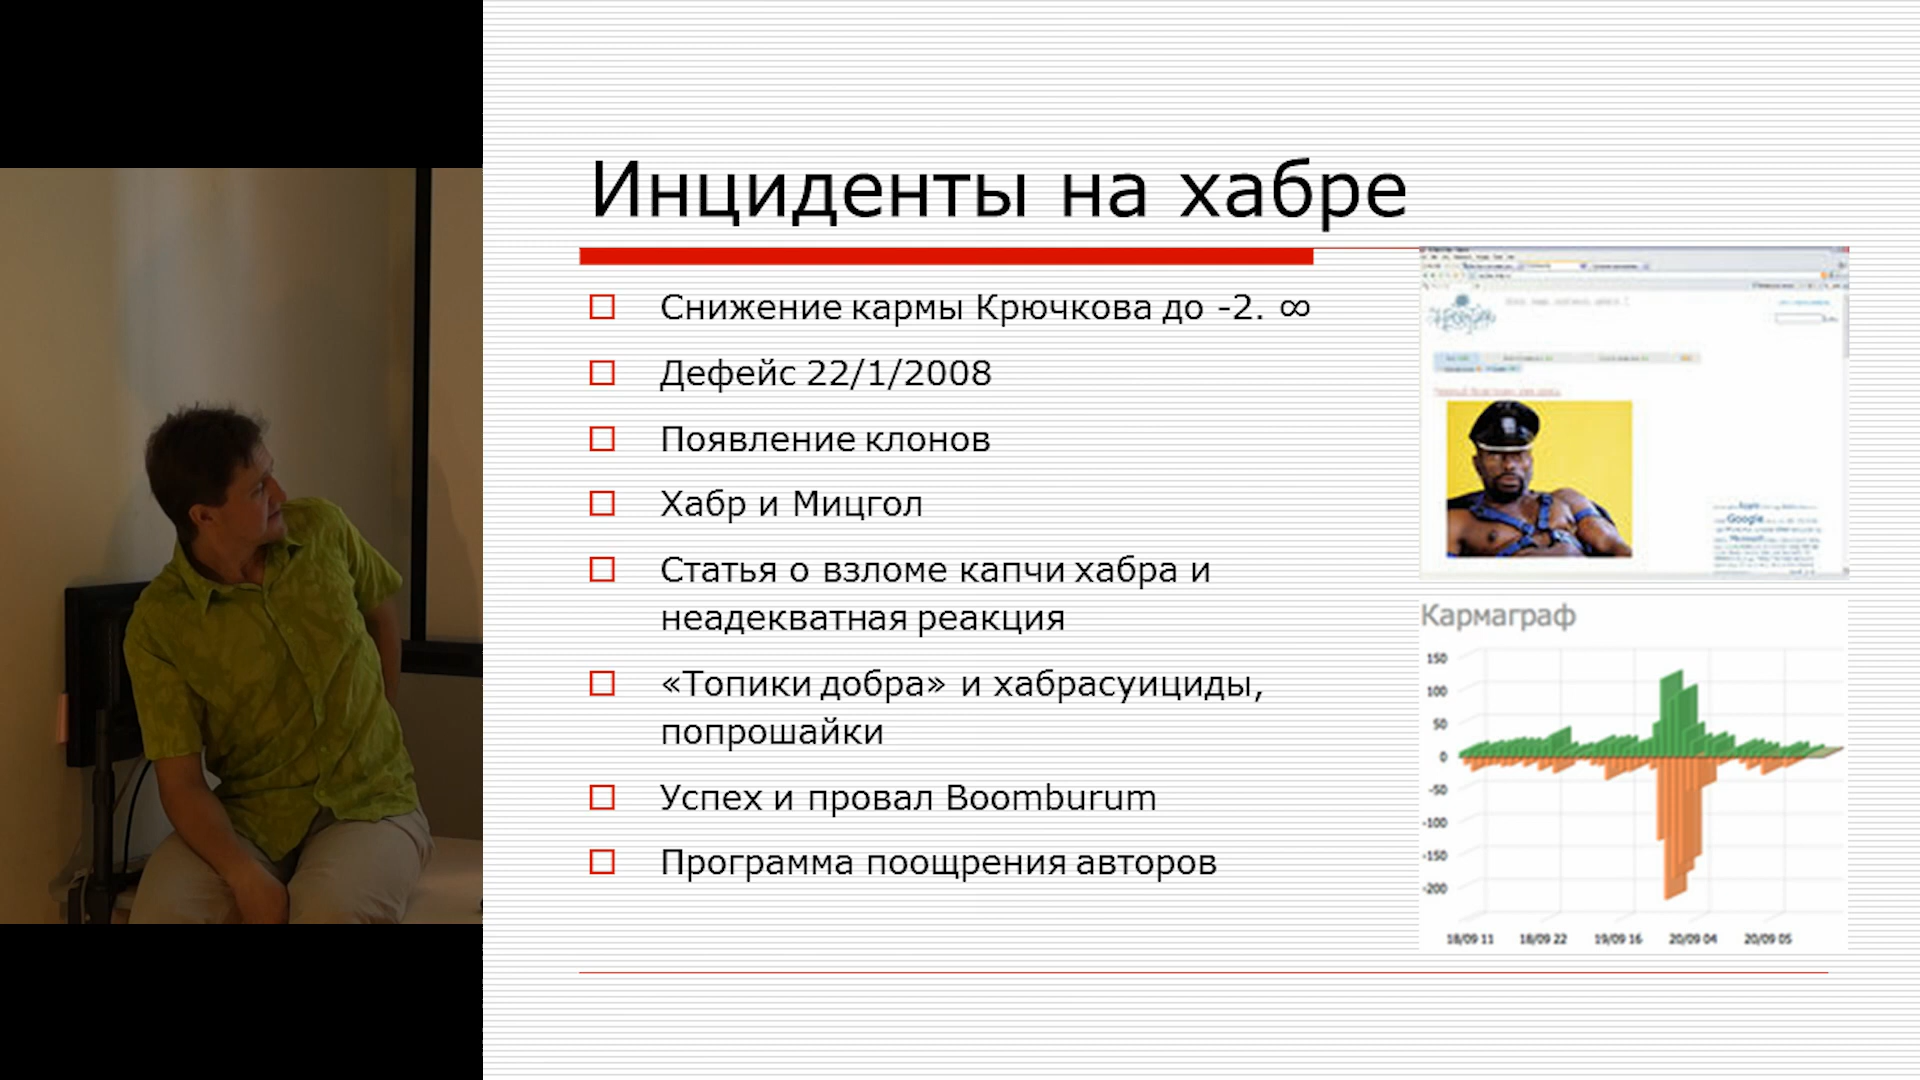 Инциденты на хабре
Снижение кармы Крючкова до -2. ∞
Дефейс 22/1/2008
Появление клонов
Хабр и Мицгол
Статья о взломе капчи хабра и
неадекватная реакция
«Топики добра» и хабрасуициды,
попрошайки
Успех и провал Boomburum
Программа поощрения авторов
Google
Microsoft
Кармаграф
150
100
50
0
-50
-100
-150
-200
18/09 11 18/09 22 19/09 16 20/09 04 20/09 05